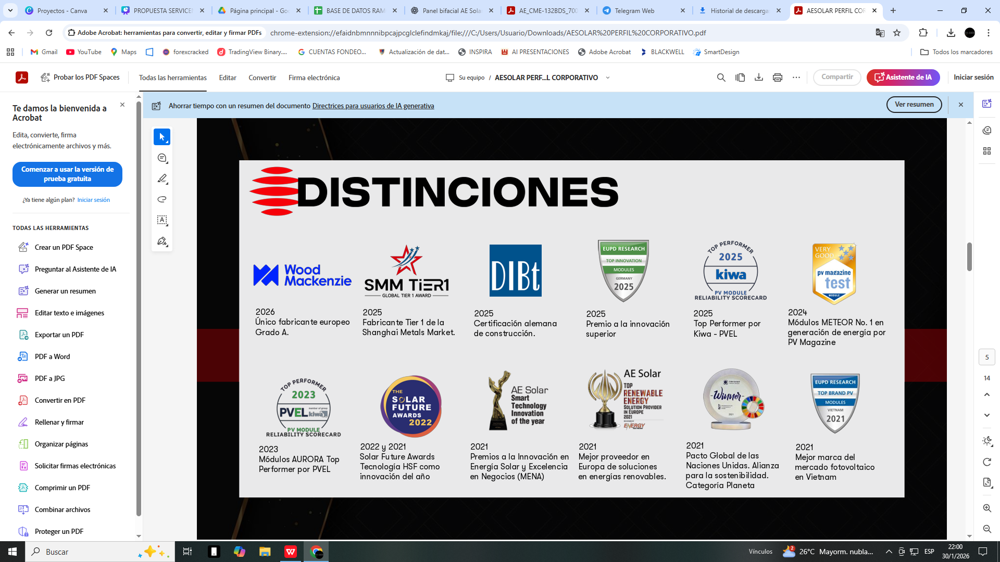 Proyectos - Canva
PROPUESTA SERVICE
Página principal - Goo
BASE DE DATOS RAM
Panel bifacial AE Sola
AE_CME-132BDS_700
Telegram Web
Historial de descarga
AESOLAR PERFIL COR
Adobe Acrobat: herramientas para convertir, editar y firmar PDFs
chrome-extension://efaidnbmnnnibpcajpcglclefindmkaj/file:///C:/Users/Usuario/Downloads/AESOLAR%20PERFIL%20CORPORATIVO.pdf
Gmail
YouTube
Maps
forexcracked
TradingView Binary....
CUENTAS FONDEO...
Actualización de dat...
INSPIRA
AI PRESENTACIONES
Adobe Acrobat
BLACKWELL
SmartDesign
Todos los marcadores
Probar los PDF Spaces
Todas las herramientas
Editar
Convertir
Firma electrónica
Su equipo / AESOLAR PERF...L CORPORATIVO
Compartir
Asistente de IA
Iniciar sesión
Te damos la bienvenida a
Acrobat
Edita, convierte, firma
electrónicamente archivos y más.
Comenzar a usar la versión de
prueba gratuita
¿Ya tiene algún plan? Iniciar sesión
TODAS LAS HERRAMIENTAS
Crear un PDF Space
Preguntar al Asistente de IA
Generar un resumen
Editar texto e imágenes
Exportar un PDF
PDF a Word
PDF a JPG
Convertir en PDF
Rellenar y firmar
Organizar páginas
Solicitar firmas electrónicas
Comprimir un PDF
Combinar archivos
Proteger un PDF
Ahorrar tiempo con un resumen del documento Directrices para usuarios de IA generativa
Ver resumen
DISTINCIONES
Wood
Mackenzie
2026
Único fabricante europeo
Grado A.
SMM TiER1
GLOBAL TIER 1 AWARD
2025
Fabricante Tier 1 de la
Shanghai Metals Market.
DIBt
2025
Certificación alemana
de construcción.
EUPD RESEARCH
TOP INNOVATION
MODULES
GERMANY
2025
2025
Premio a la innovación
superior
TOP PERFORMER
2025
kiwa
PV MODULE
RELIABILITY SCORECARD
2025
Top Performer por
Kiwa - PVEL
VERY
GOOD
pv magazine
test
MODULE
2024
Módulos METEOR No. 1 en
generación de energía por
PV Magazine
TOP PERFORMER
2023
PVEL
member of group
kiwa
PV MODULE
RELIABILITY SCORECARD
2023
Módulos AURORA Top
Performer por PVEL
THE
SOLAR
FUTURE
AWARDS
2022
2022 y 2021
Solar Future Awards
Tecnología HSF como
innovación del año
AE Solar
Smart
Technology
Innovation
of the year
2021
Premios a la Innovación en
Energía Solar y Excelencia
en Negocios (MENA)
AE Solar
TOP
RENEWABLE
ENERGY
SOLUTION PROVIDER
IN EUROPE
2021
ENERGY
2021
Mejor proveedor en
Europa de soluciones
en energías renovables.
Winner
2021
2021
Pacto Global de las
Naciones Unidas. Alianza
para la sostenibilidad.
Categoría Planeta
EUPD RESEARCH
TOP BRAND PV
MODULES
VIETNAM
2021
2021
Mejor marca del
mercado fotovoltaico
en Vietnam
5
14
Buscar
Vínculos
2
26°C Mayorm. nubla...
ESP
22:00
30/1/2026